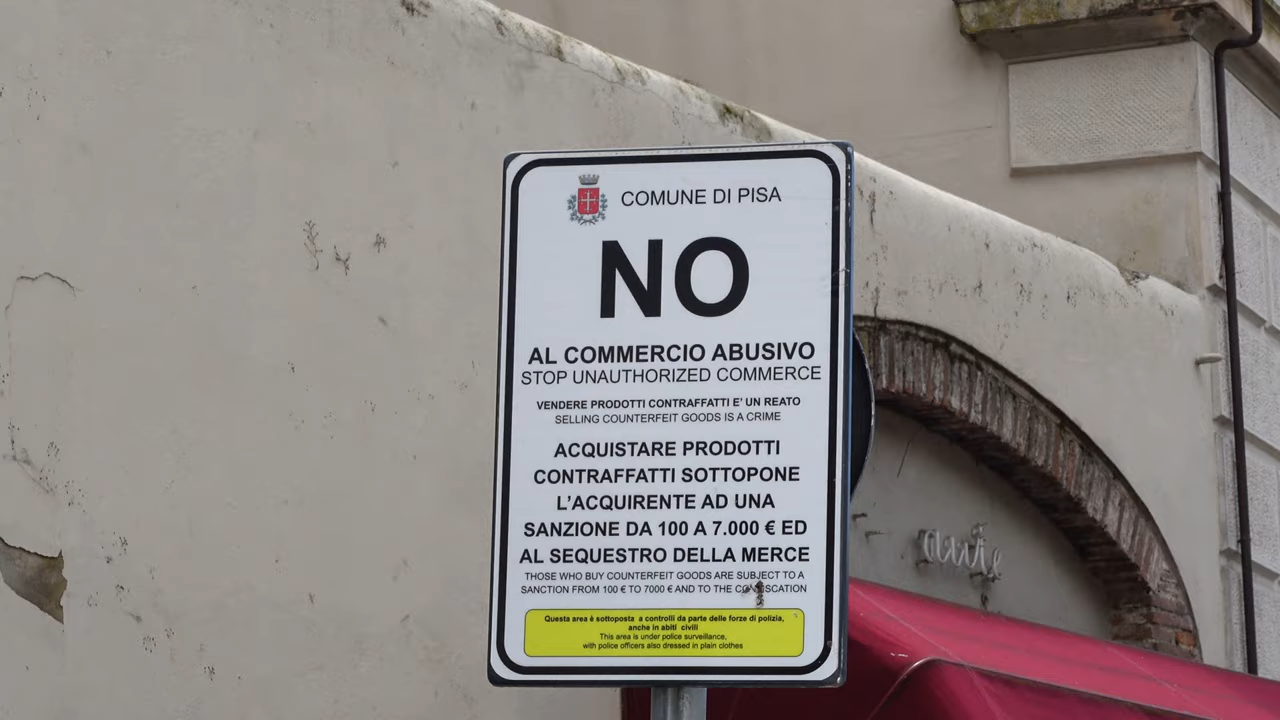 COMUNE DI PISA
NO
AL COMMERCIO ABUSIVO
STOP UNAUTHORIZED COMMERCE
VENDERE PRODOTTI CONTRAFFATTI E' UN REATO
SELLING COUNTERFEIT GOODS IS A CRIME
ACQUISTARE PRODOTTI
CONTRAFFATTI SOTTOPONE
L'ACQUIRENTE AD UNA
SANZIONE DA 100 A 7.000 € ED
AL SEQUESTRO DELLA MERCE
THOSE WHO BUY COUNTERFEIT GOODS ARE SUBJECT TO A
SANCTION FROM 100 € TO 7000 € AND TO THE CONFISCATION
Questa area è sottoposta a controlli da parte delle forze di polizia,
anche in abiti civili
This area is under police surveillance,
with police officers also dressed in plain clothes